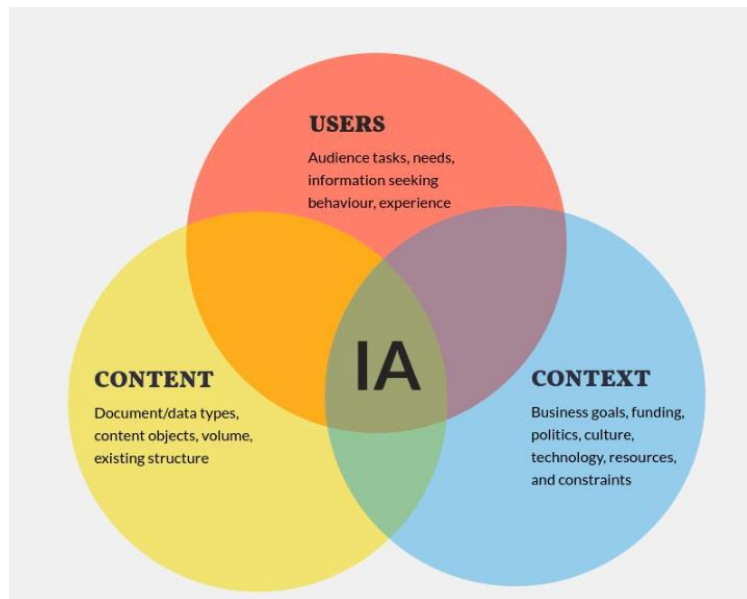 USERS
Audience tasks, needs,
information seeking
behaviour, experience
IA
CONTENT
Document/data types,
content objects, volume,
existing structure
CONTEXT
Business goals, funding,
politics, culture,
technology, resources,
and constraints